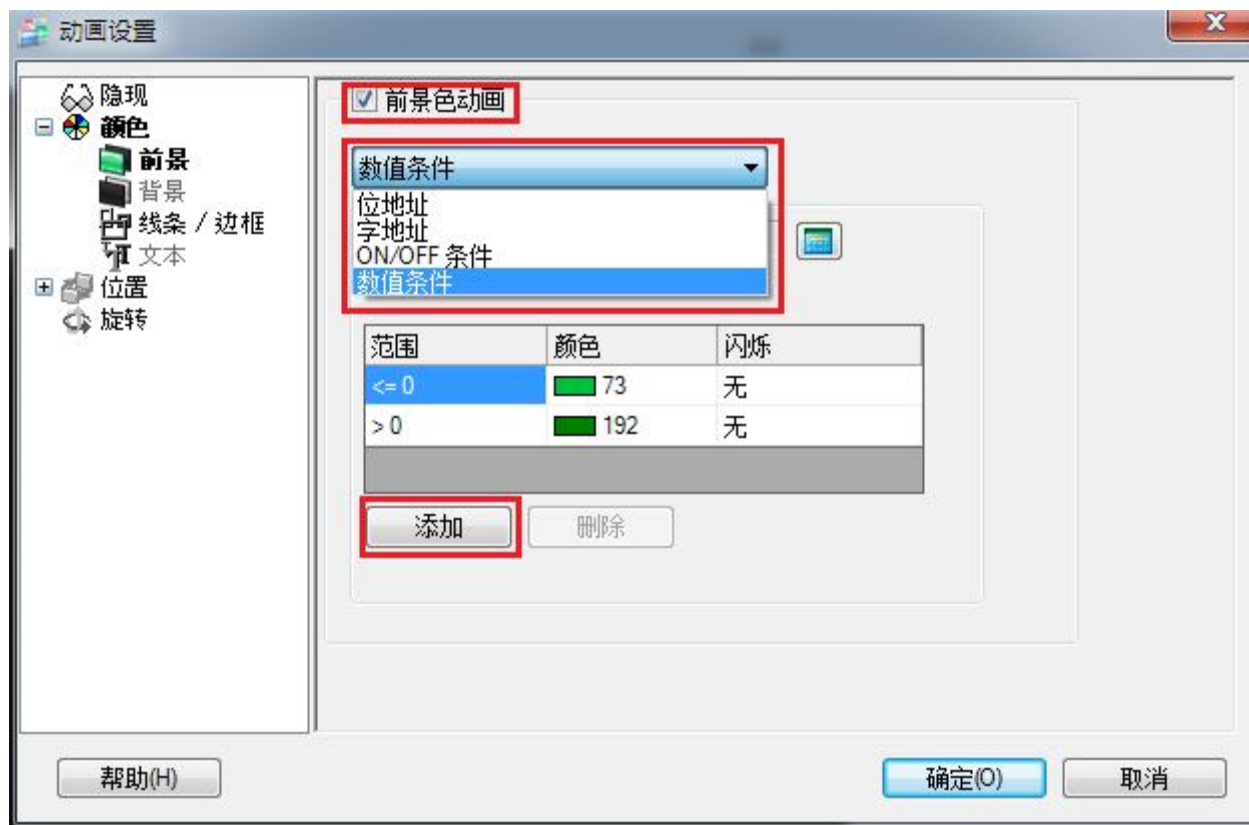 动画设置
隐现
颜色
前景
背景
线条 / 边框
文本
位置
旋转
前景色动画
数值条件
位地址
字地址
ON/OFF 条件
数值条件
范围 颜色 闪烁
<= 0 73 无
> 0 192 无
添加 删除
帮助(H) 确定(O) 取消